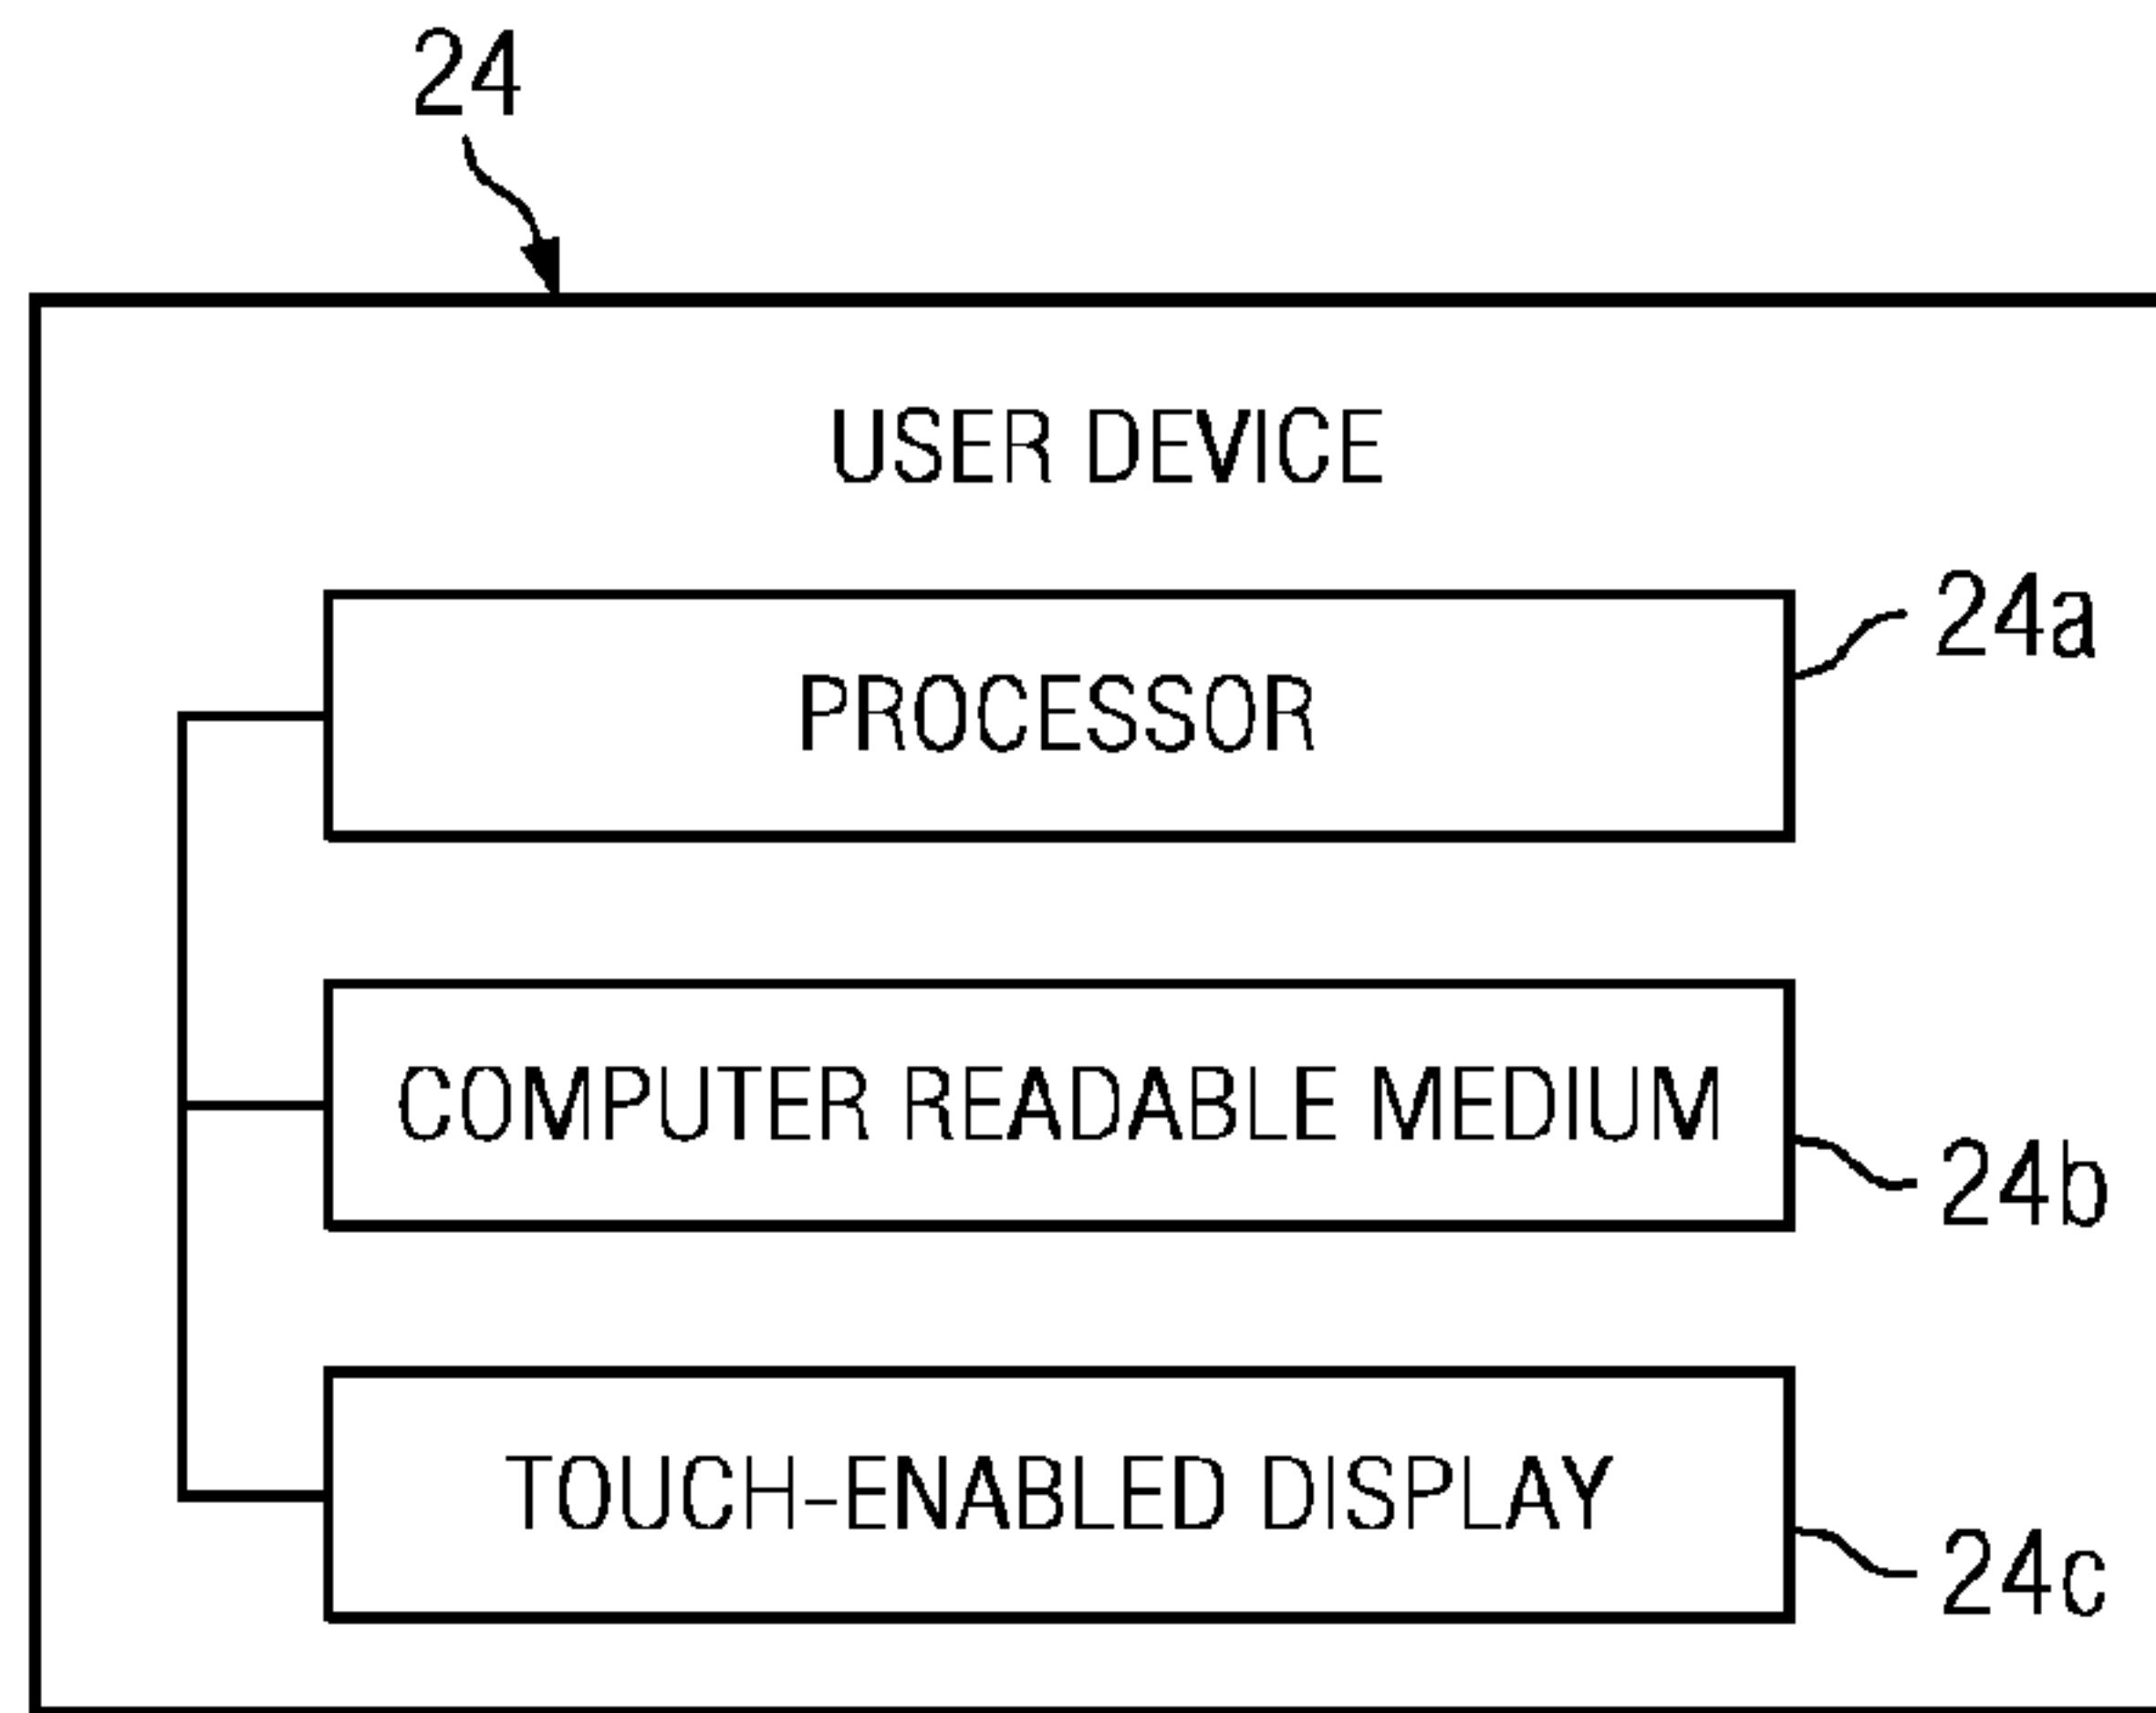 24
USER DEVICE
24a
PROCESSOR
COMPUTER READABLE MEDIUM
24b
TOUCH-ENABLED DISPLAY
24c